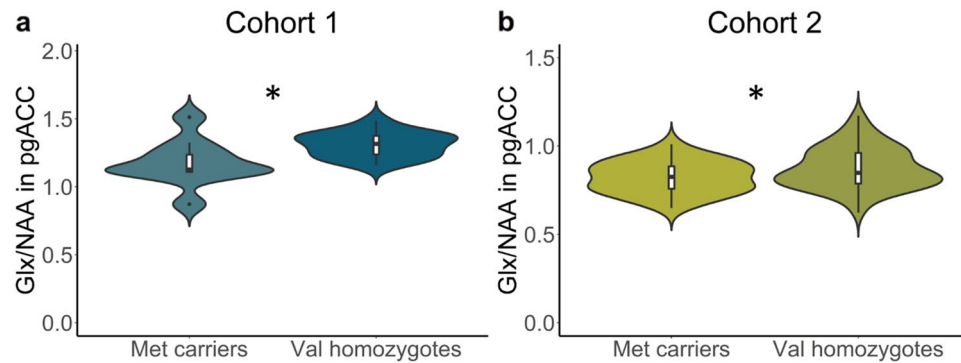 a Cohort 1
Glx/NAA in pgACC
2.0
1.5
1.0
0.5
0.0
*
Met carriers Val homozygotes
b Cohort 2
Glx/NAA in pgACC
1.5
1.0
0.5
0.0
*
Met carriers Val homozygotes